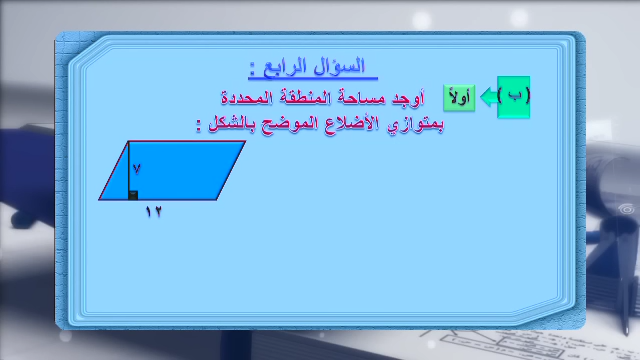 السؤال الرابع :
( ب ) أولاً أوجد مساحة المنطقة المحددة
بمتوازي الأضلاع الموضح بالشكل :
٧
١٢